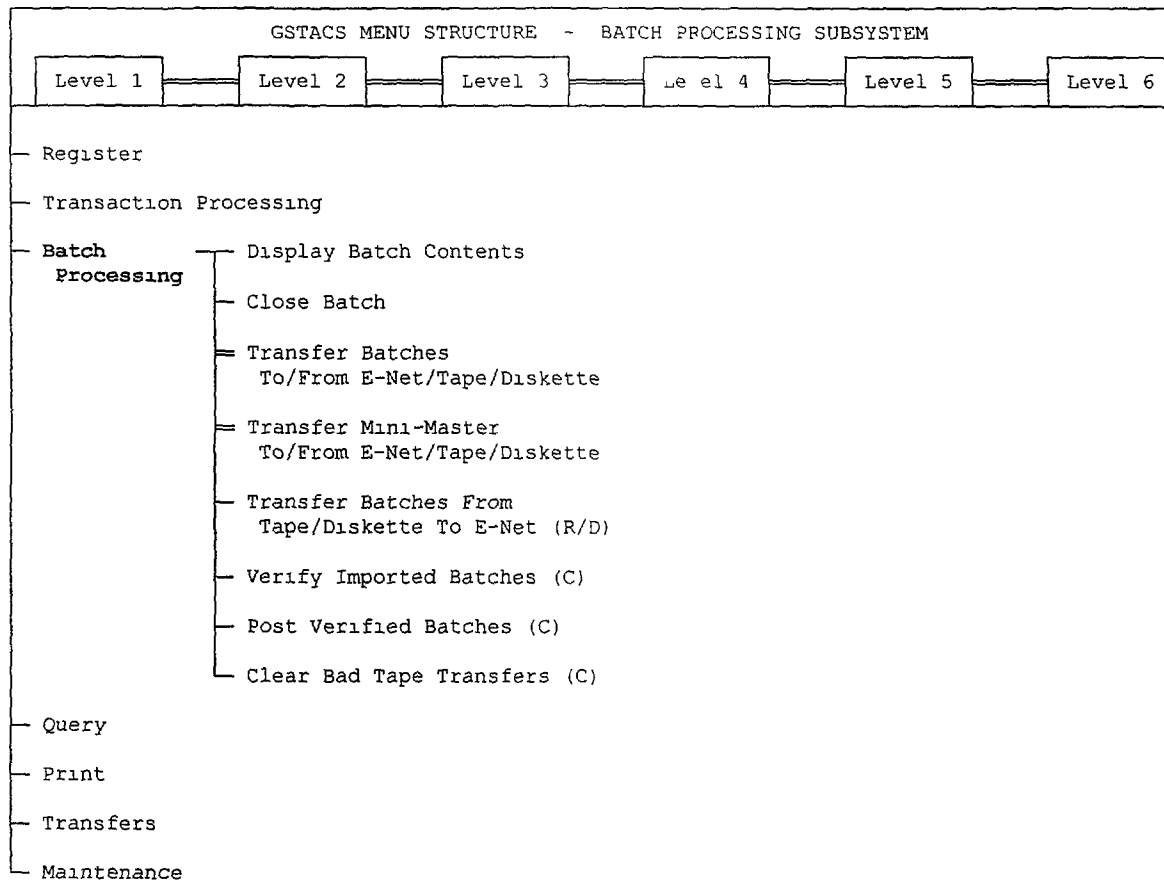 GSTACS MENU STRUCTURE - BATCH PROCESSING SUBSYSTEM
Level 1 Level 2 Level 3 Le el 4 Level 5 Level 6
Register
Transaction Processing
Batch Display Batch Contents
Processing
Close Batch
Transfer Batches
To/From E-Net/Tape/Diskette
Transfer Mini-Master
To/From E-Net/Tape/Diskette
Transfer Batches From
Tape/Diskette To E-Net (R/D)
Verify Imported Batches (C)
Post Verified Batches (C)
Clear Bad Tape Transfers (C)
Query
Print
Transfers
Maintenance